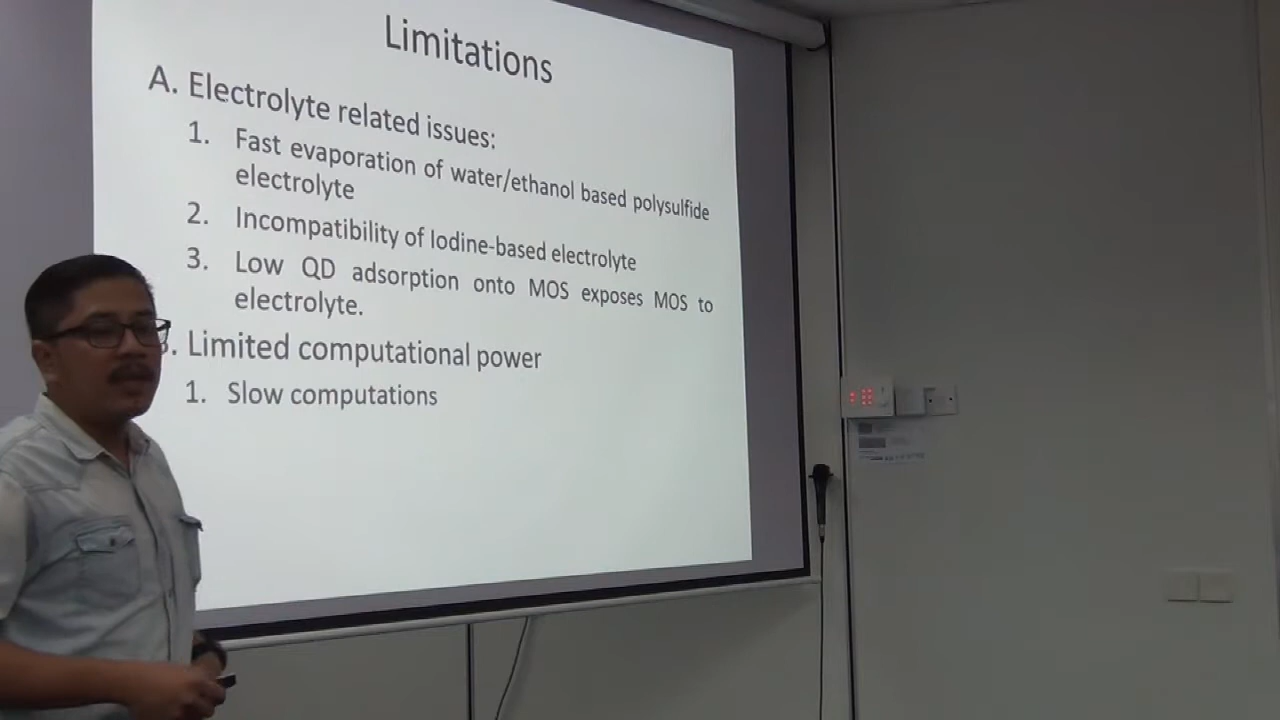 Limitations
A. Electrolyte related issues:
1. Fast evaporation of water/ethanol based polysulfide
electrolyte
2. Incompatibility of Iodine-based electrolyte
3. Low QD adsorption onto MOS exposes MOS to
electrolyte.
. Limited computational power
1. Slow computations